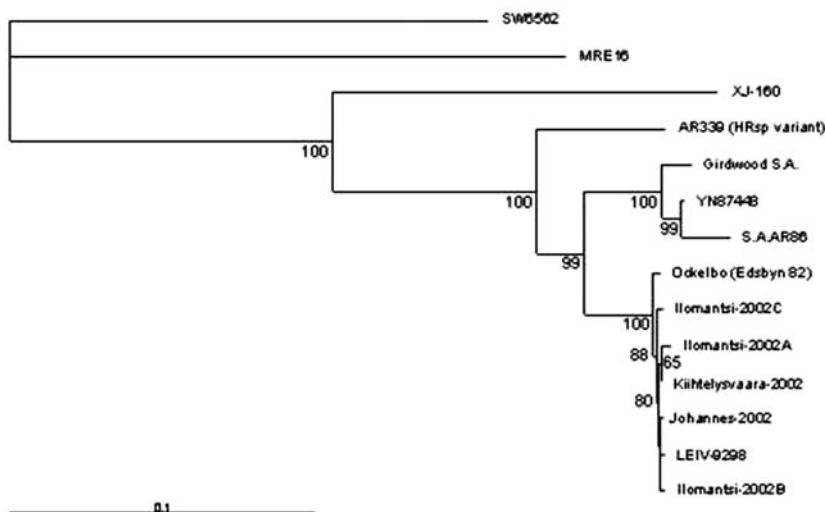 SW6562
MRE16
XJ-160
100
AR339 (HRsp variant)
Girdwood S.A.
100
100
YN87448
99
S.A.AR86
99
Ockelbo (Edsbyn 82)
Ilomantsi-2002C
100
Ilomantsi-2002A
88
65
Kiihtelysvaara-2002
80
Johannes-2002
LEIV-9298
Ilomantsi-2002B
0.1